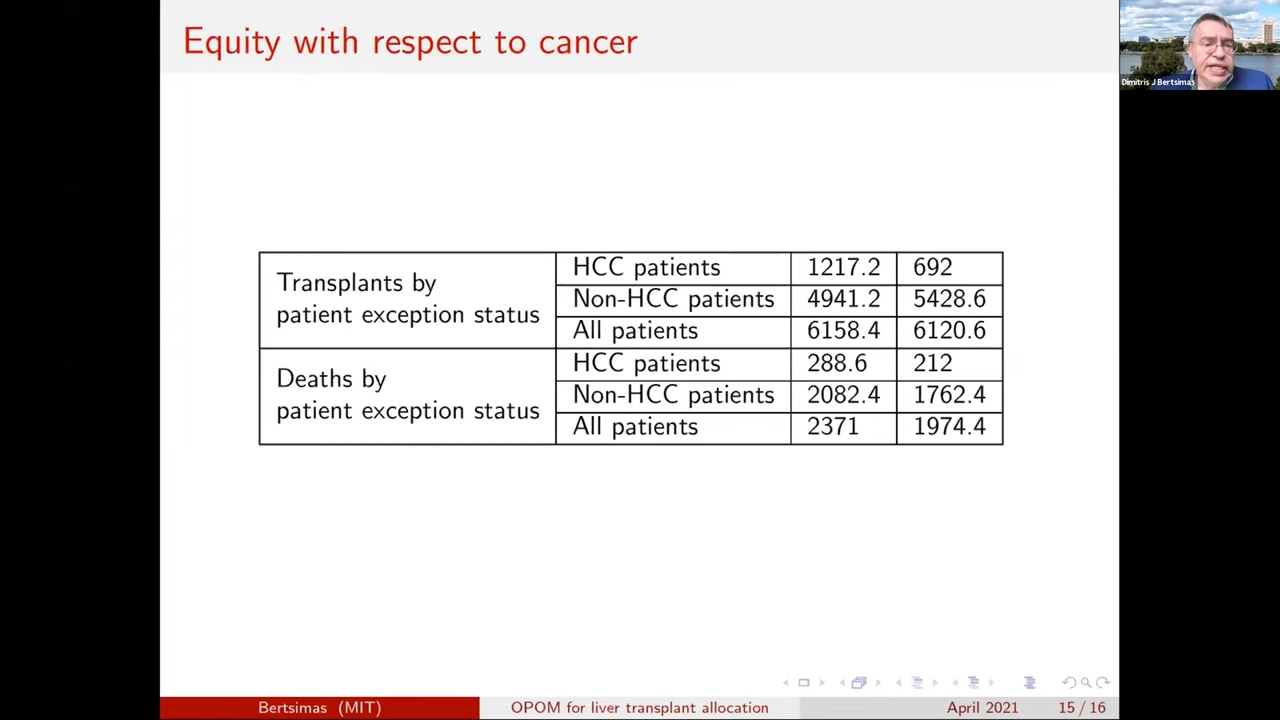 Equity with respect to cancer
Dimitris J Bertsimas
Transplants by
patient exception status
HCC patients 1217.2 692
Non-HCC patients 4941.2 5428.6
All patients 6158.4 6120.6
Deaths by
patient exception status
HCC patients 288.6 212
Non-HCC patients 2082.4 1762.4
All patients 2371 1974.4
Bertsimas (MIT) OPOM for liver transplant allocation April 2021 15 / 16